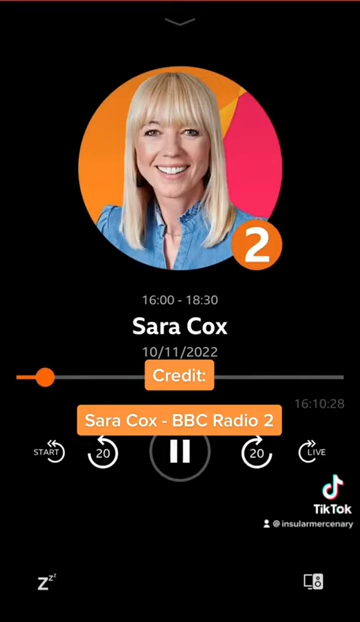 2
16:00 - 18:30
Sara Cox
10/11/2022
Credit:
16:10:28
Sara Cox - BBC Radio 2
START
20
20
LIVE
TikTok
@insularmercenary
Zzz